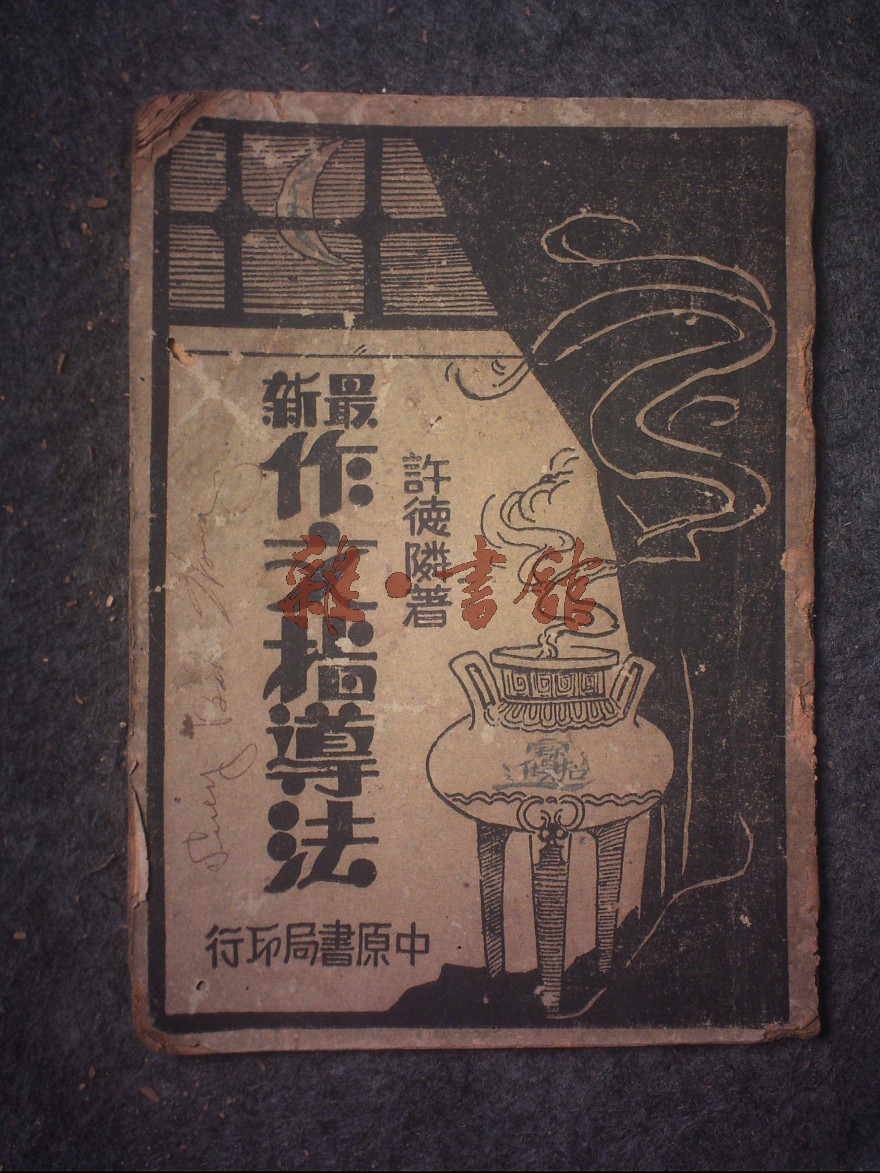 最新
作文指導法
許德隣著
中原書局印行
雜·書館